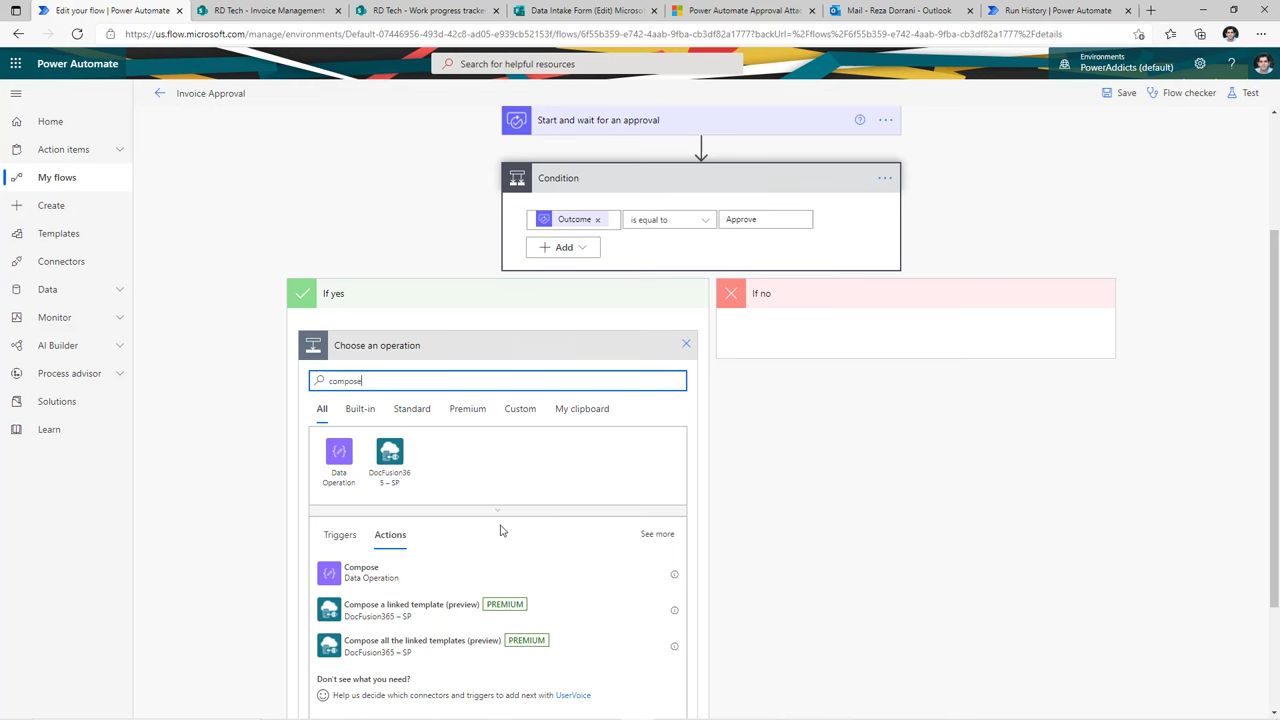 Edit your flow | Power Automate
RD Tech - Invoice Management
RD Tech - Work progress tracker
Data Intake Form (Edit) Microsof
Power Automate Approval Attac
Mail - Reza Dorrani - Outlook
Run History | Power Automate
https://us.flow.microsoft.com/manage/environments/Default-07446956-493d-42c8-ad05-e939c52153cf/flows/6f55b359-e742-4aab-9fba-cb3df82a1377?backUrl=%2Fflows%2F6f55b359-e742-4aab-9fba-cb3df82a1377%2Fdetails
Power Automate
Search for helpful resources
Environments
PowerAddicts (default)
Invoice Approval
Save
Flow checker
Test
Home
Action items
My flows
Create
Templates
Connectors
Data
Monitor
AI Builder
Process advisor
Solutions
Learn
Start and wait for an approval
Condition
Outcome
is equal to
Approve
Add
If yes
If no
Choose an operation
compose
All
Built-in
Standard
Premium
Custom
My clipboard
Data
Operation
DocFusion36
5 – SP
Triggers
Actions
See more
Compose
Data Operation
Compose a linked template (preview) PREMIUM
DocFusion365 – SP
Compose all the linked templates (preview) PREMIUM
DocFusion365 – SP
Don't see what you need?
Help us decide which connectors and triggers to add next with UserVoice